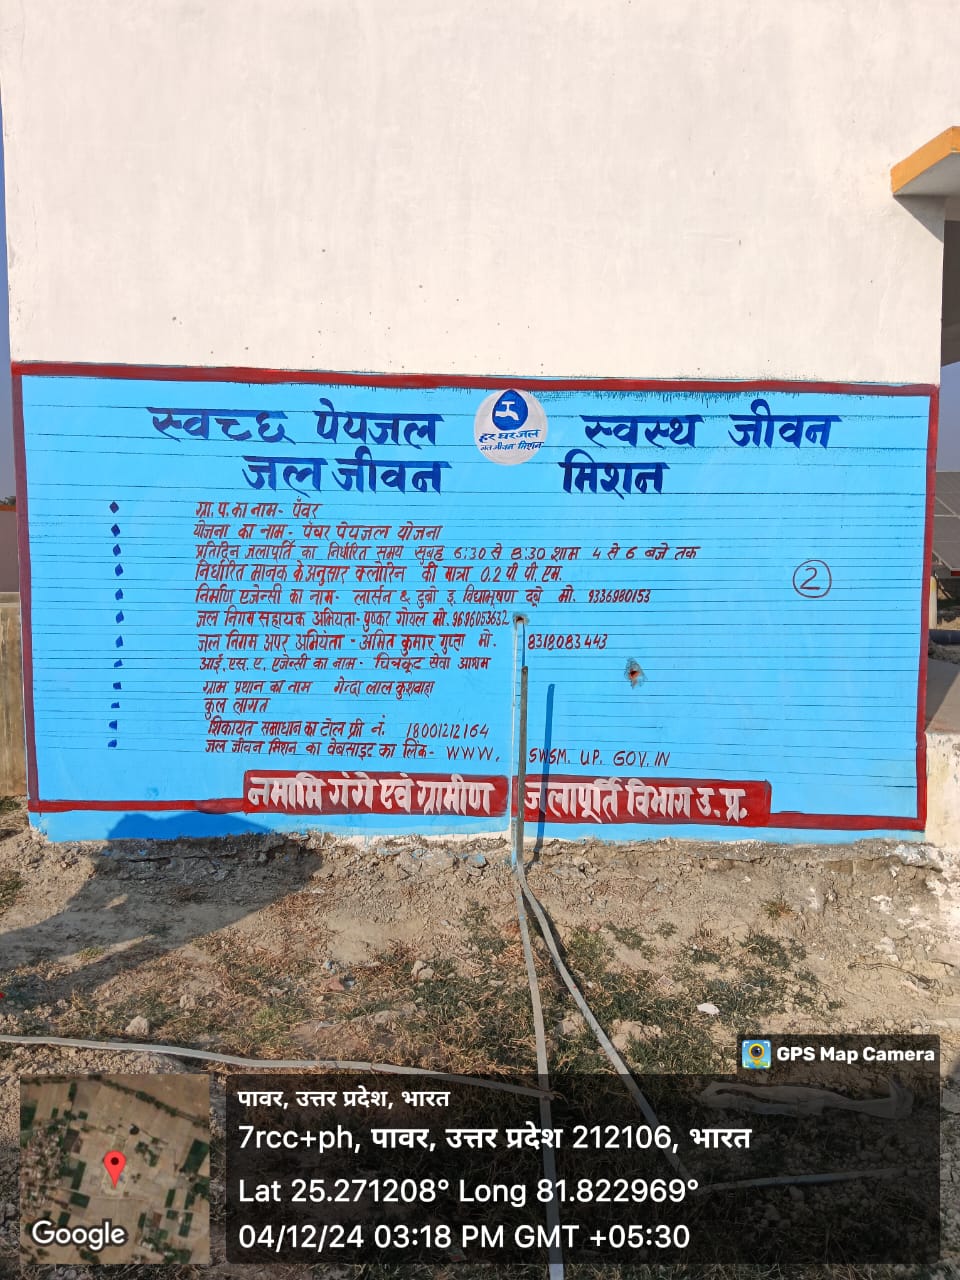 स्वच्छ पेयजल स्वस्थ जीवन
हर घर जल
जल जीवन मिशन
जल जीवन मिशन
ग्रा. प. का नाम- पँवर
योजना का नाम- पंवर पेयजल योजना
प्रतिदिन जलापूर्ति का निर्धारित समय सुबह 6:30 से 8:30 शाम 4 से 6 बजे तक
निर्धारित मानक के अनुसार क्लोरिन की मात्रा 0.2 पी पी एम.
2
निर्माण एजेन्सी का नाम- लार्सन & टुब्रो इ. विद्याभूषण दूबे मो. 9336980153
जल निगम सहायक अभियंता- पुष्कर गोयल मो. 9696053632
जल निगम अपर अभियंता - अमित कुमार गुप्ता मो. 8318083443
आई. एस. ए. एजेन्सी का नाम- चित्रकूट सेवा आश्रम
ग्राम प्रधान का नाम गेन्दा लाल कुशवाहा
कुल लागत
शिकायत समाधान का टोल फ्री नं. 18001212164
जल जीवन मिशन का वेबसाइट का लिंक- WWW. SWSM. UP. GOV. IN
नमामि गंगे एवं ग्रामीण जलापूर्ति विभाग उ. प्र.
GPS Map Camera
पावर, उत्तर प्रदेश, भारत
7rcc+ph, पावर, उत्तर प्रदेश 212106, भारत
Lat 25.271208° Long 81.822969°
04/12/24 03:18 PM GMT +05:30
Google